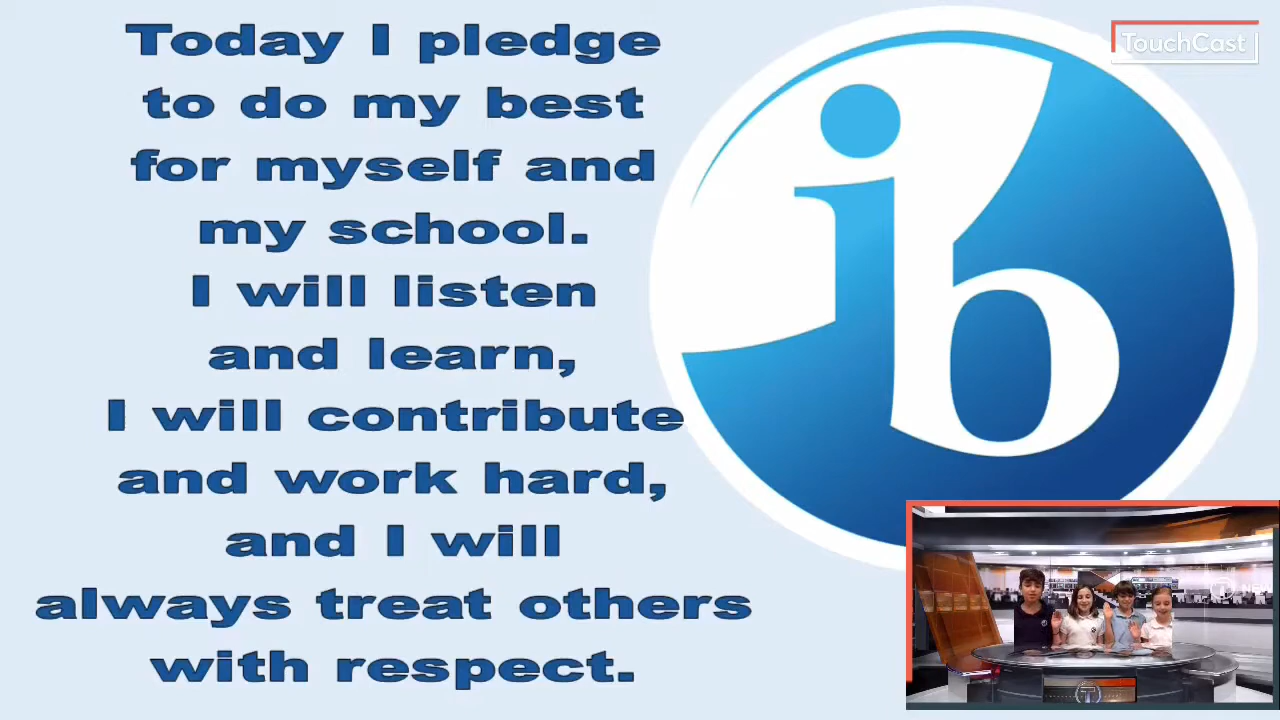 Today I pledge
to do my best
for myself and
my school.
I will listen
and learn,
I will contribute
and work hard,
and I will
always treat others
with respect.
ib
TouchCast